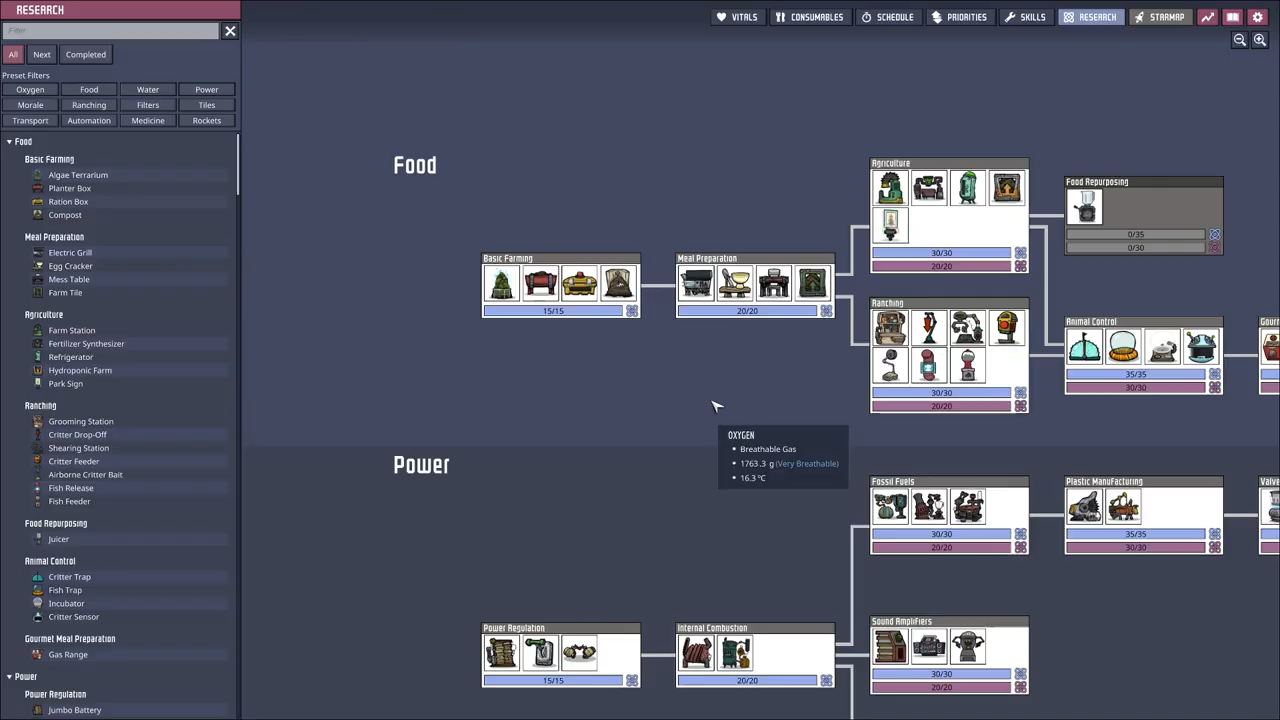 RESEARCH
VITALS
CONSUMABLES
SCHEDULE
PRIORITIES
SKILLS
RESEARCH
STARMAP
Filter
All
Next
Completed
Preset Filters
Oxygen
Food
Water
Power
Morale
Ranching
Filters
Tiles
Transport
Automation
Medicine
Rockets
Food
Basic Farming
Algae Terrarium
Planter Box
Ration Box
Compost
Meal Preparation
Electric Grill
Egg Cracker
Mess Table
Farm Tile
Agriculture
Farm Station
Fertilizer Synthesizer
Refrigerator
Hydroponic Farm
Park Sign
Ranching
Grooming Station
Critter Drop-Off
Shearing Station
Critter Feeder
Airborne Critter Bait
Fish Release
Fish Feeder
Food Repurposing
Juicer
Animal Control
Critter Trap
Fish Trap
Incubator
Critter Sensor
Gourmet Meal Preparation
Gas Range
Power
Power Regulation
Jumbo Battery
Food
Basic Farming
15/15
Meal Preparation
20/20
Agriculture
30/30
20/20
Food Repurposing
0/35
0/30
Ranching
30/30
20/20
Animal Control
35/35
30/30
Gour
OXYGEN
• Breathable Gas
• 1763.3 g (Very Breathable)
• 16.3 ºC
Power
Power Regulation
15/15
Internal Combustion
20/20
Fossil Fuels
30/30
20/20
Plastic Manufacturing
35/35
30/30
Valve
Sound Amplifiers
30/30
20/20